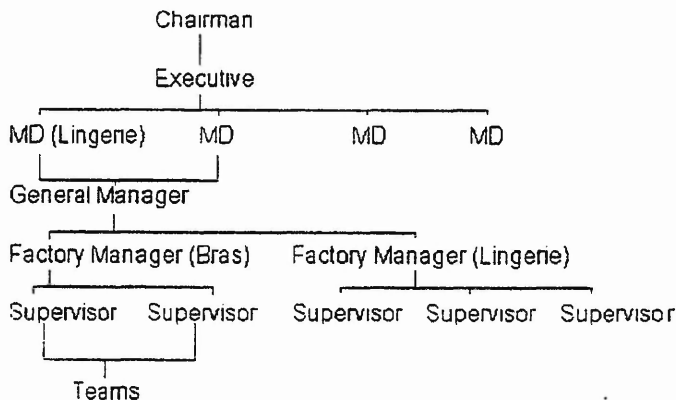 Chairman
Executive
MD (Lingerie) MD MD MD
General Manager
Factory Manager (Bras) Factory Manager (Lingerie)
Supervisor Supervisor Supervisor Supervisor Supervisor
Teams